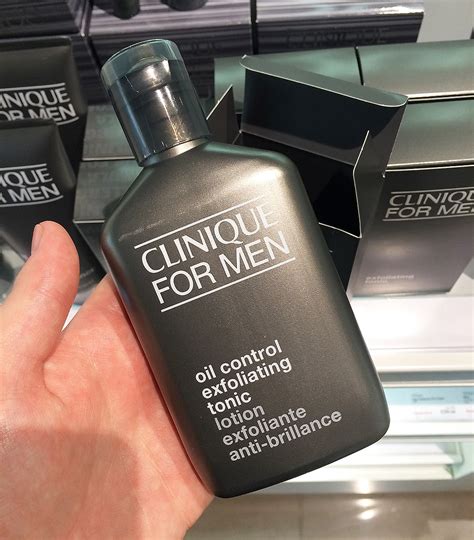 CLINIQUE
FOR MEN
oil control
exfoliating
tonic
lotion
exfoliante
anti-brillance
CLINIQUE
FOR MEN
CLINIQUE
FOR MEN
CLINIQUE
FOR MEN
exfoliating
tonic